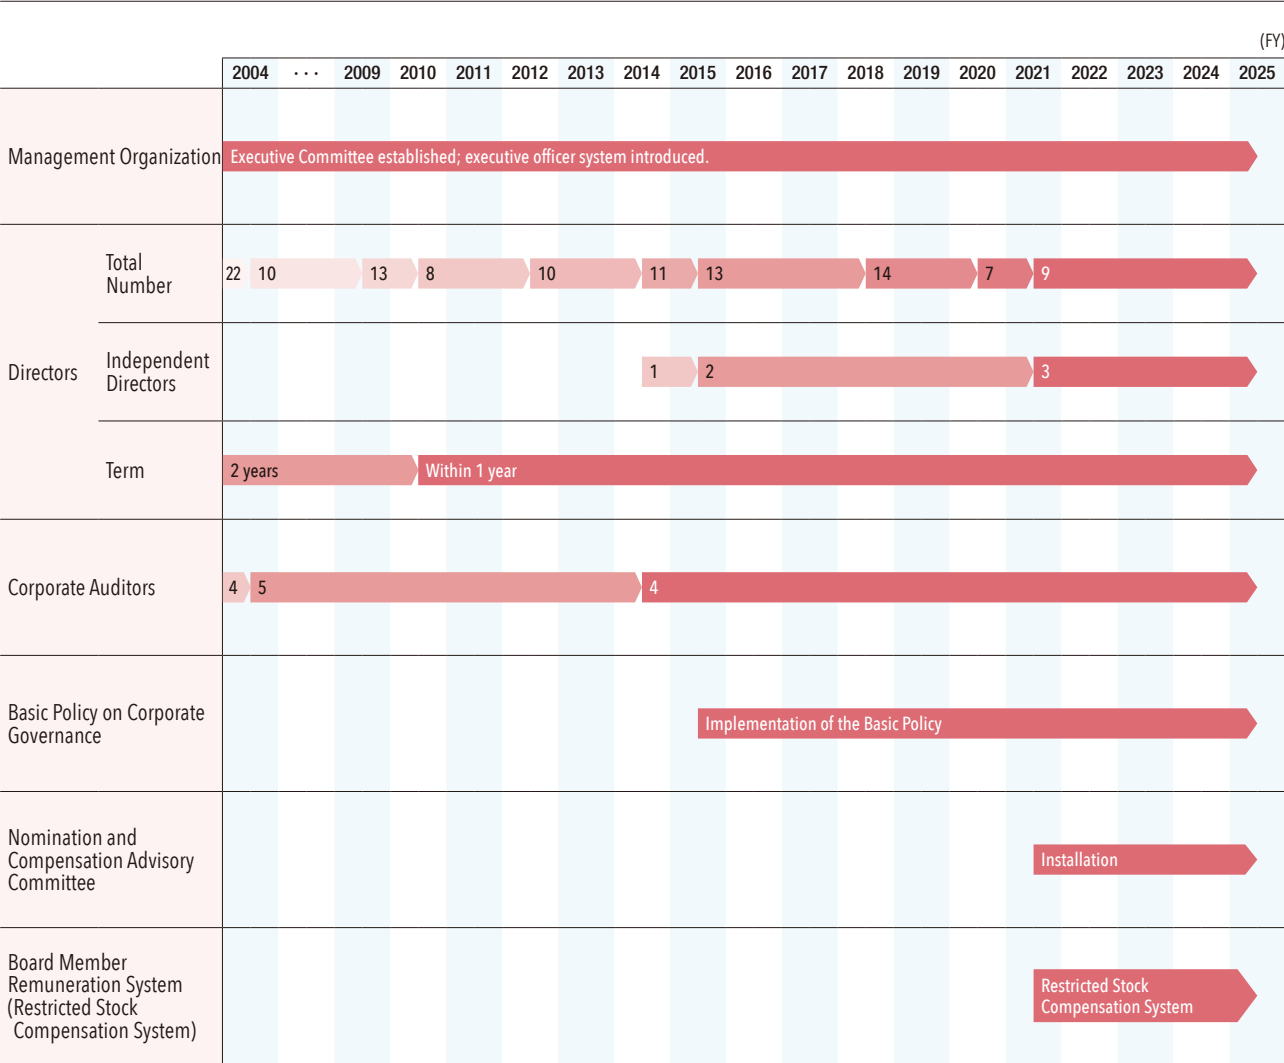 (FY)
2004 ··· 2009 2010 2011 2012 2013 2014 2015 2016 2017 2018 2019 2020 2021 2022 2023 2024 2025
Management Organization
Executive Committee established; executive officer system introduced.
Directors
Total
Number
22 10 13 8 10 11 13 14 7 9
Independent
Directors
1 2 3
Term
2 years Within 1 year
Corporate Auditors
4 5 4
Basic Policy on Corporate
Governance
Implementation of the Basic Policy
Nomination and
Compensation Advisory
Committee
Installation
Board Member
Remuneration System
(Restricted Stock
Compensation System)
Restricted Stock
Compensation System